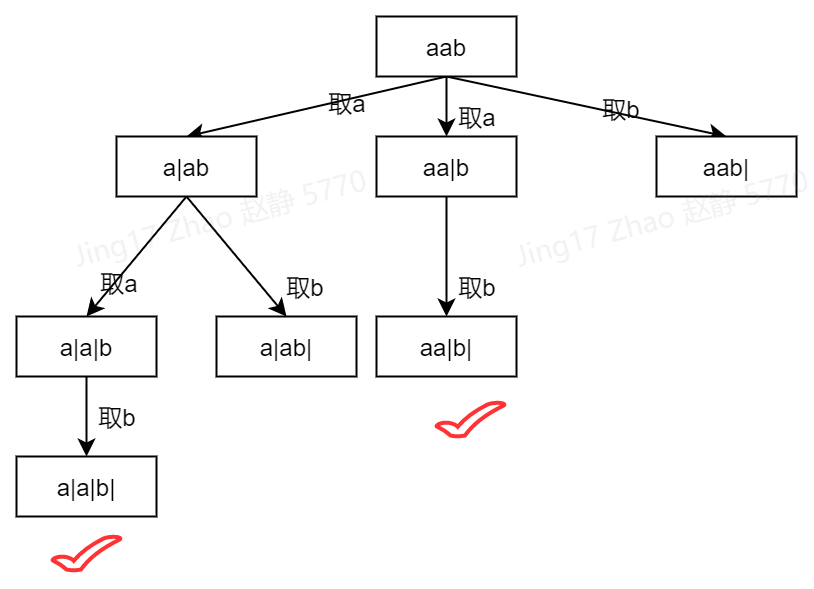 aab
取a
取a
取b
a|ab
aa|b
aab|
Jing17 Zhao 赵静 5770
Jing17 Zhao 赵静 5770
取a
取b
取b
a|a|b
a|ab|
aa|b|
取b
a|a|b|